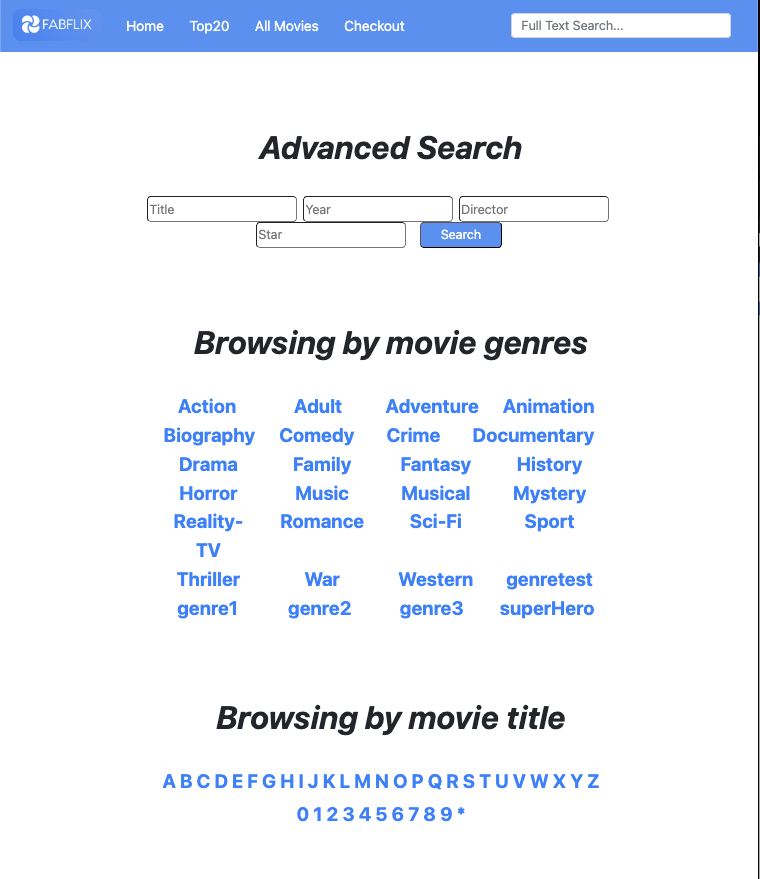 FABFLIX Home Top20 All Movies Checkout Full Text Search...
Advanced Search
Title Year Director
Star Search
Browsing by movie genres
Action Adult Adventure Animation
Biography Comedy Crime Documentary
Drama Family Fantasy History
Horror Music Musical Mystery
Reality- Romance Sci-Fi Sport
TV
Thriller War Western genretest
genre1 genre2 genre3 superHero
Browsing by movie title
A B C D E F G H I J K L M N O P Q R S T U V W X Y Z
0 1 2 3 4 5 6 7 8 9 *